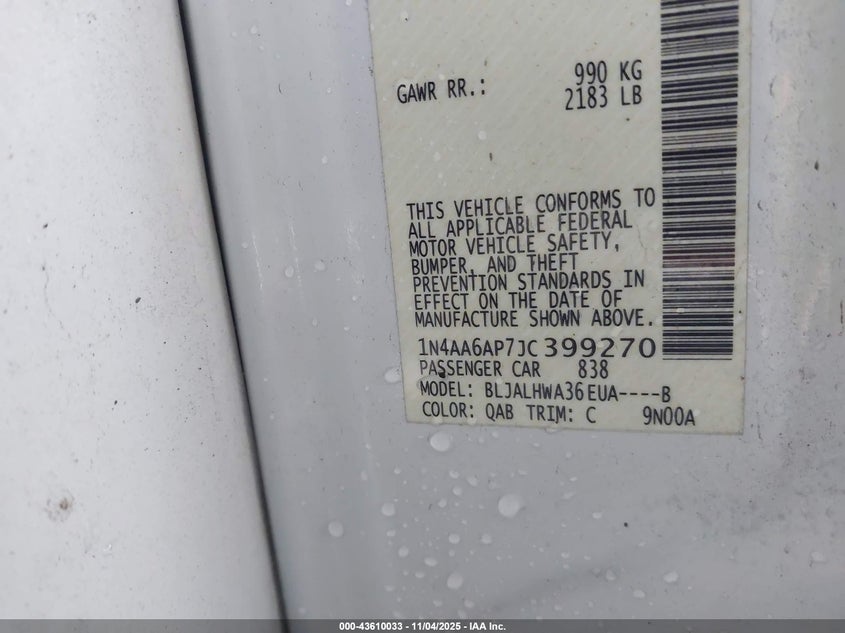 GAWR RR.: 990 KG
2183 LB
THIS VEHICLE CONFORMS TO
ALL APPLICABLE FEDERAL
MOTOR VEHICLE SAFETY,
BUMPER, AND THEFT
PREVENTION STANDARDS IN
EFFECT ON THE DATE OF
MANUFACTURE SHOWN ABOVE.
1N4AA6AP7JC399270
PASSENGER CAR 838
MODEL: BLJALHWA36EUA----B
COLOR: QAB TRIM: C 9N00A
000-43610033 - 11/04/2025 - IAA Inc.